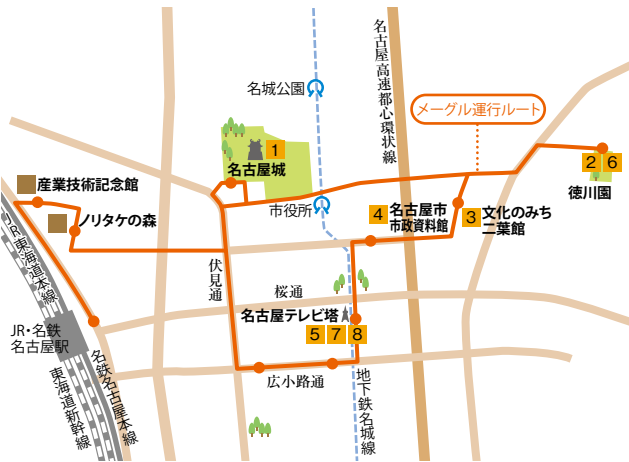 名城公園
名古屋高速都心環状線
メーグル運行ルート
1
名古屋城
2 6
徳川園
産業技術記念館
ノリタケの森
市役所
4
名古屋市
市政資料館
3
文化のみち
二葉館
JR東海道本線
伏見通
桜通
名古屋テレビ塔
5 7 8
JR・名鉄
名古屋駅
名鉄名古屋本線
東海道新幹線
広小路通
地下鉄名城線